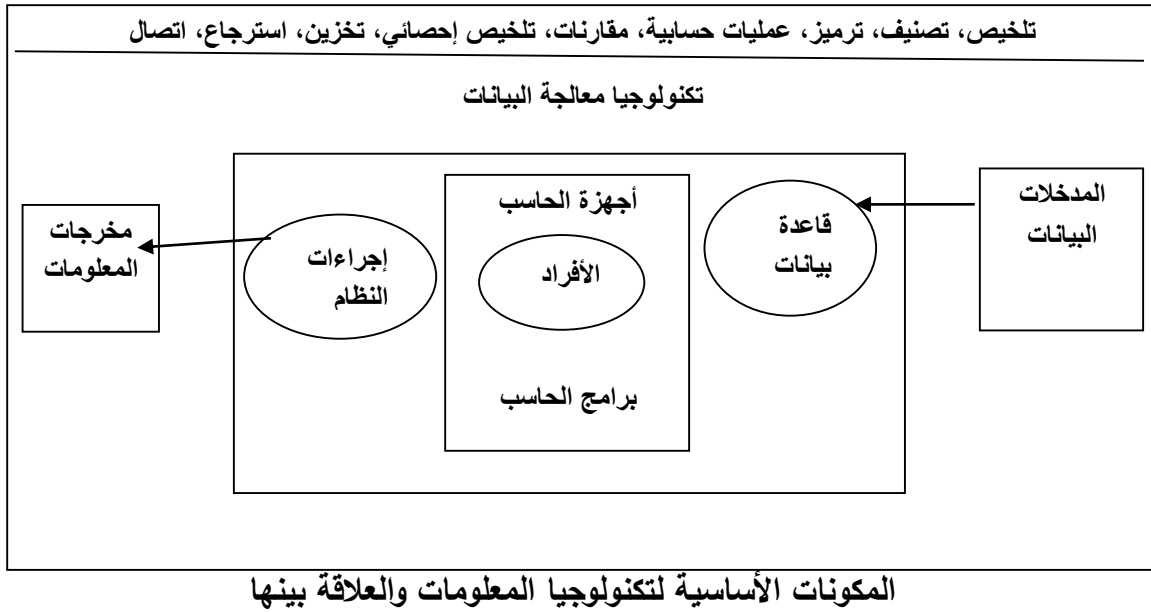 تلخيص، تصنيف، ترميز، عمليات حسابية، مقارنات، تلخيص إحصائي، تخزين، استرجاع، اتصال
تكنولوجيا معالجة البيانات
المدخلات
البيانات
قاعدة
بيانات
أجهزة الحاسب
الأفراد
برامج الحاسب
إجراءات
النظام
مخرجات
المعلومات
المكونات الأساسية لتكنولوجيا المعلومات والعلاقة بينها